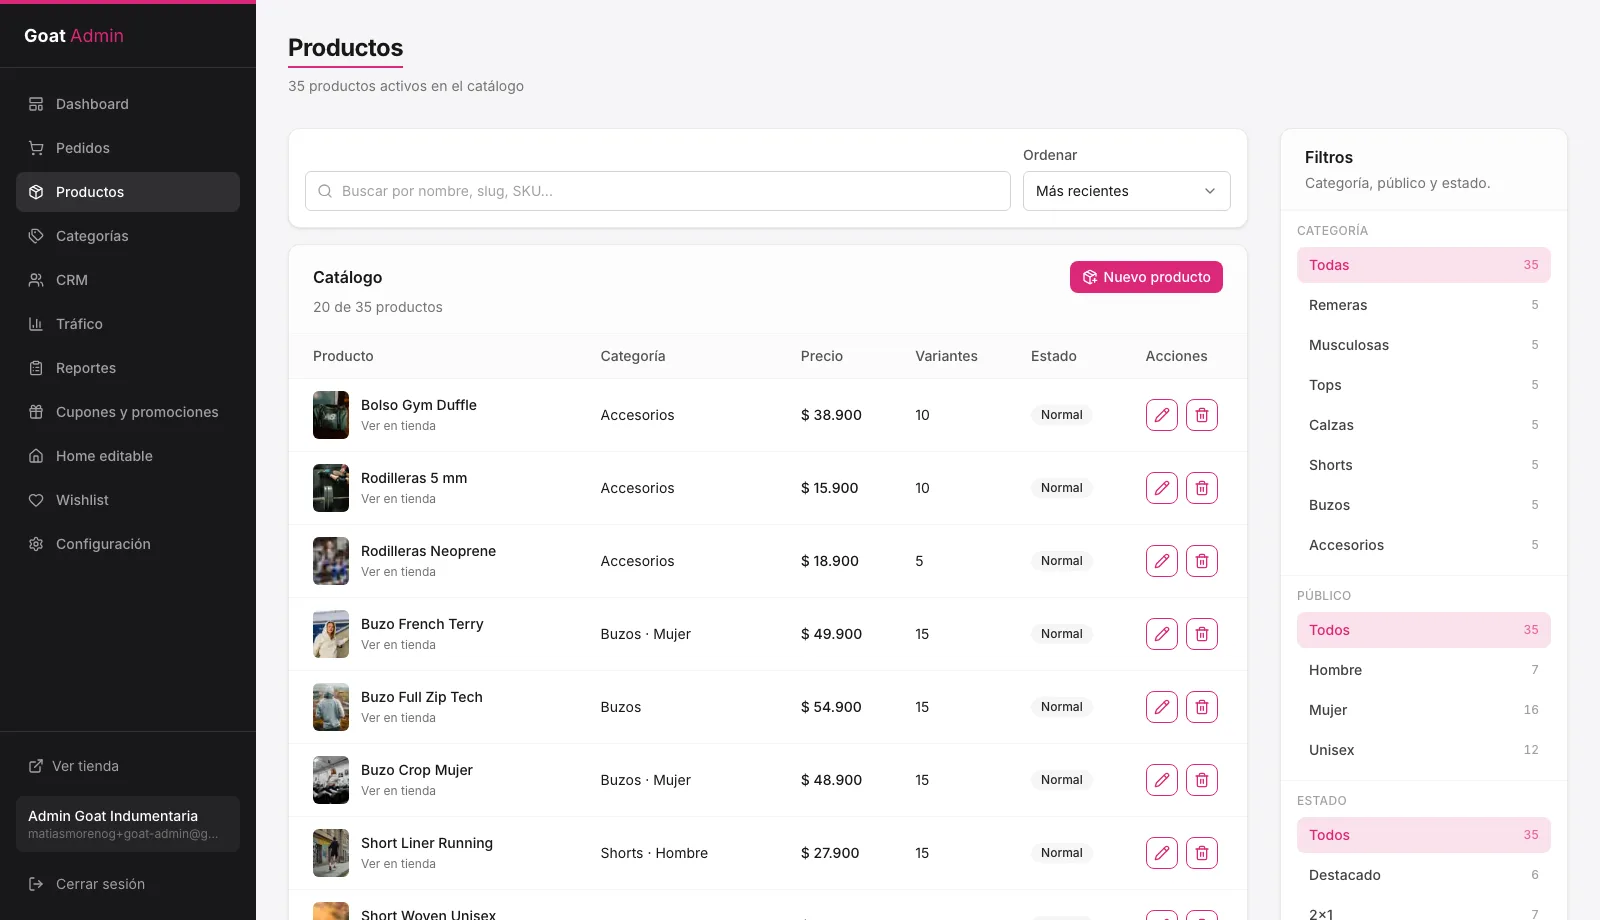 Goat Admin
Dashboard
Pedidos
Productos
Categorías
CRM
Tráfico
Reportes
Cupones y promociones
Home editable
Wishlist
Configuración
Ver tienda
Admin Goat Indumentaria
matiasmorenog+goat-admin@g...
Cerrar sesión
Productos
35 productos activos en el catálogo
Ordenar
Buscar por nombre, slug, SKU...
Más recientes
Catálogo
20 de 35 productos
Nuevo producto
Producto Categoría Precio Variantes Estado Acciones
Bolso Gym Duffle
Ver en tienda
Accesorios $ 38.900 10 Normal
Rodilleras 5 mm
Ver en tienda
Accesorios $ 15.900 10 Normal
Rodilleras Neoprene
Ver en tienda
Accesorios $ 18.900 5 Normal
Buzo French Terry
Ver en tienda
Buzos · Mujer $ 49.900 15 Normal
Buzo Full Zip Tech
Ver en tienda
Buzos $ 54.900 15 Normal
Buzo Crop Mujer
Ver en tienda
Buzos · Mujer $ 48.900 15 Normal
Short Liner Running
Ver en tienda
Shorts · Hombre $ 27.900 15 Normal
Short Woven Unisex
Filtros
Categoría, público y estado.
CATEGORÍA
Todas 35
Remeras 5
Musculosas 5
Tops 5
Calzas 5
Shorts 5
Buzos 5
Accesorios 5
PÚBLICO
Todos 35
Hombre 7
Mujer 16
Unisex 12
ESTADO
Todos 35
Destacado 6
2×1 7